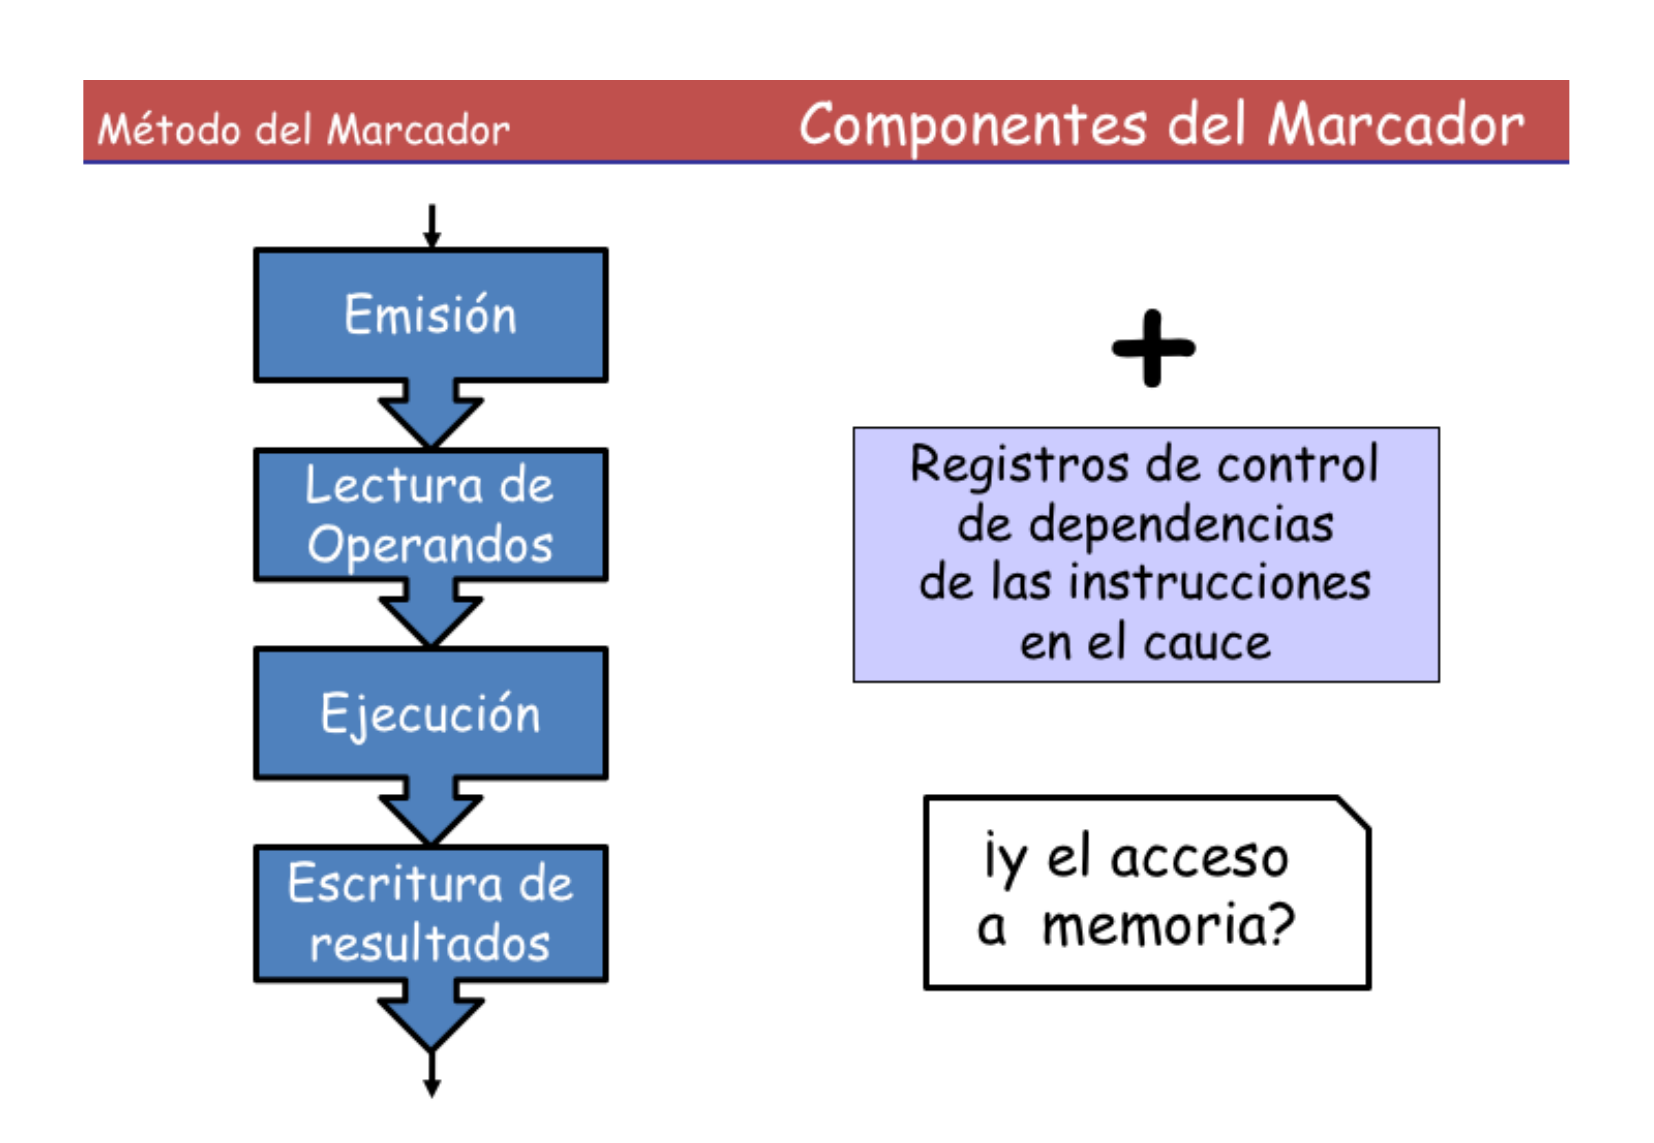 Método del Marcador
Componentes del Marcador
Emisión
Lectura de
Operandos
Ejecución
Escritura de
resultados
+
Registros de control
de dependencias
de las instrucciones
en el cauce
¡y el acceso
a memoria?